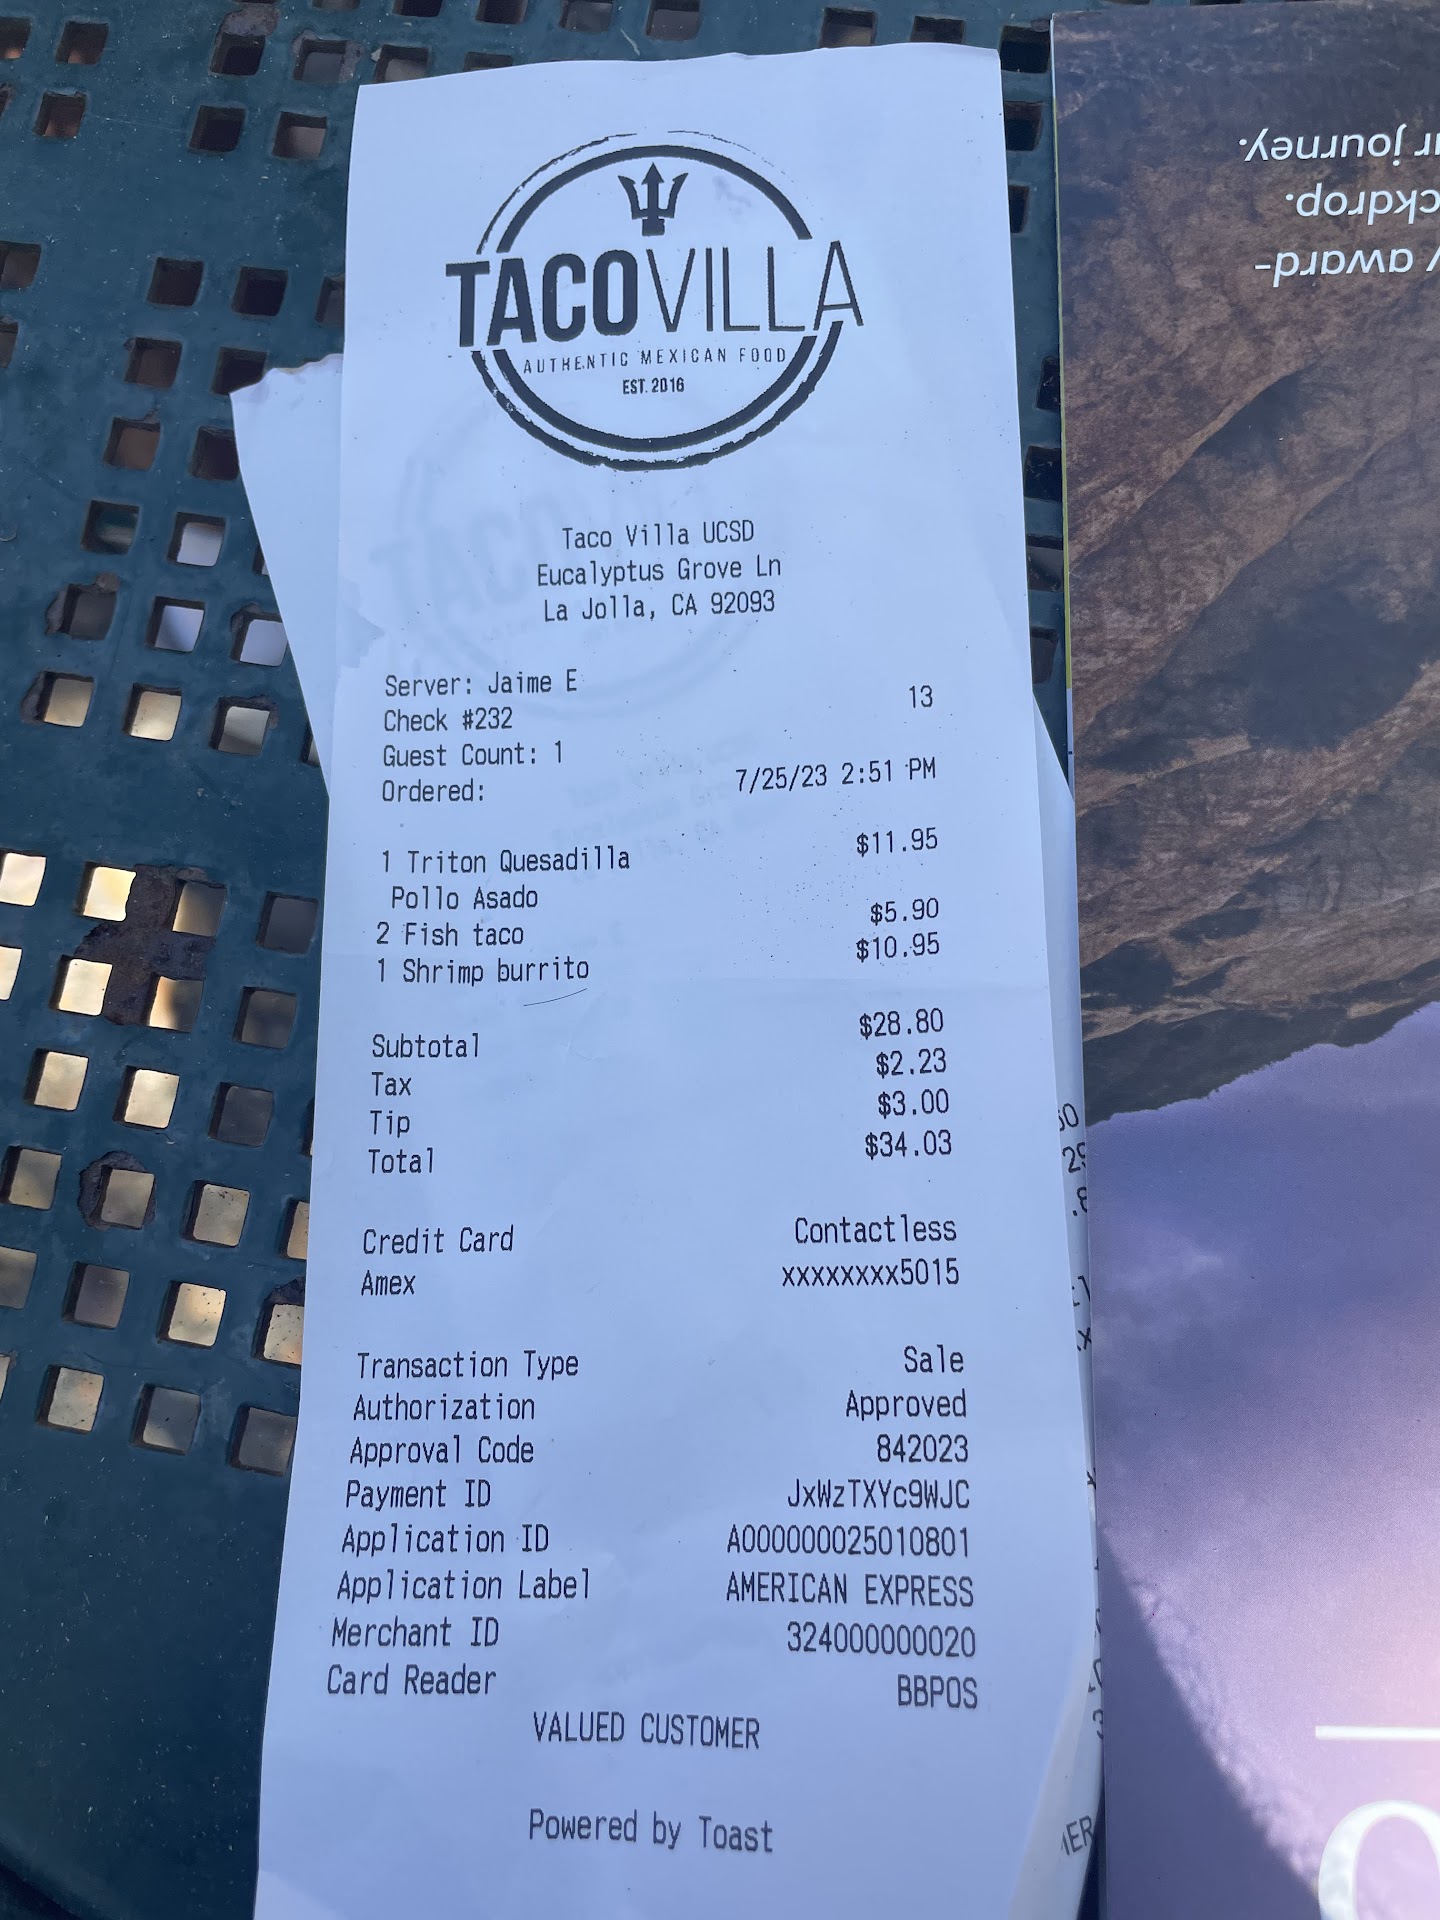 TACOVILLA
AUTHENTIC MEXICAN FOOD
EST. 2016
Taco Villa UCSD
Eucalyptus Grove Ln
La Jolla, CA 92093
Server: Jaime E
Check #232 13
Guest Count: 1
Ordered: 7/25/23 2:51 PM
1 Triton Quesadilla $11.95
Pollo Asado
2 Fish taco $5.90
1 Shrimp burrito $10.95
Subtotal $28.80
Tax $2.23
Tip $3.00
Total $34.03
Credit Card Contactless
Amex xxxxxxxx5015
Transaction Type Sale
Authorization Approved
Approval Code 842023
Payment ID JxWzTXYc9WJC
Application ID A000000025010801
Application Label AMERICAN EXPRESS
Merchant ID 324000000020
Card Reader BBPOS
VALUED CUSTOMER
Powered by Toast
award-
journey.